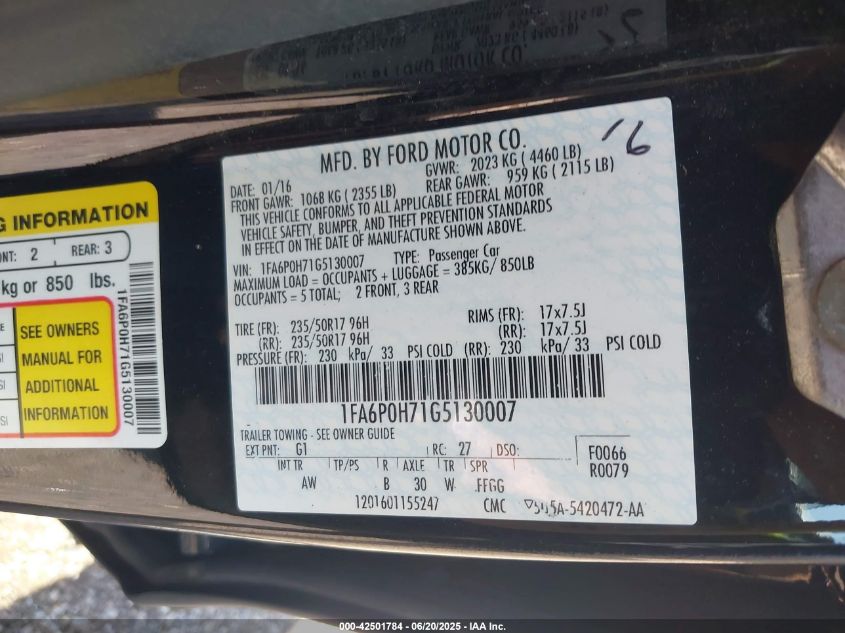 '16
MFD. BY FORD MOTOR CO.
DATE: 01/16
GVWR: 2023 KG ( 4460 LB)
FRONT GAWR: 1068 KG ( 2355 LB)
REAR GAWR: 959 KG ( 2115 LB)
THIS VEHICLE CONFORMS TO ALL APPLICABLE FEDERAL MOTOR
VEHICLE SAFETY, BUMPER, AND THEFT PREVENTION STANDARDS
IN EFFECT ON THE DATE OF MANUFACTURE SHOWN ABOVE.
VIN: 1FA6P0H71G5130007 TYPE: Passenger Car
MAXIMUM LOAD = OCCUPANTS + LUGGAGE = 385KG/ 850LB
OCCUPANTS = 5 TOTAL; 2 FRONT, 3 REAR
TIRE (FR): 235/50R17 96H RIMS (FR): 17x7.5J
(RR): 235/50R17 96H (RR): 17x7.5J
PRESSURE (FR): 230 kPa/ 33 PSI COLD (RR): 230 kPa/ 33 PSI COLD
1FA6P0H71G5130007
TRAILER TOWING - SEE OWNER GUIDE
EXT PNT: G1 RC: 27 DSO: F0066
R0079
INT TR TP/PS R AXLE TR SPR
AW B 30 W FFGG
1201601155247 CMC 5U5A-5420472-AA
G INFORMATION
NT: 2 REAR: 3
kg or 850 lbs.
SEE OWNERS
MANUAL FOR
ADDITIONAL
INFORMATION
1FA6P0H71G5130007
000-42501784 - 06/20/2025 - IAA Inc.